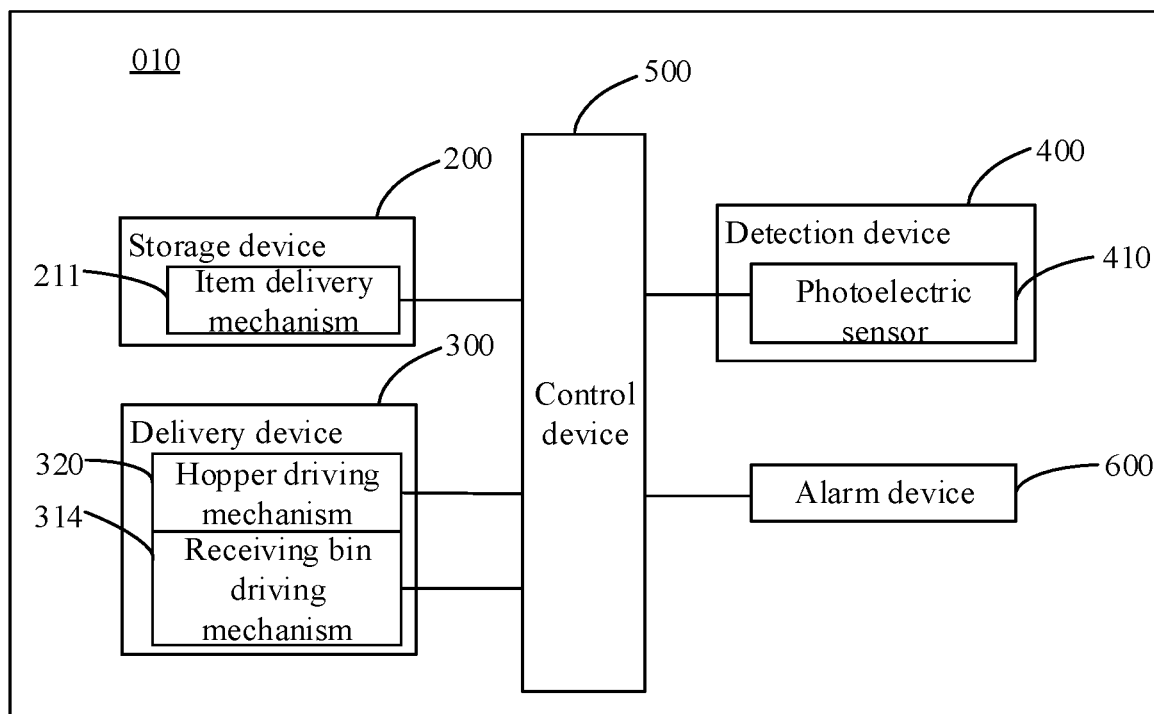 010
500
200
400
Storage device
Detection device
211
Item delivery
mechanism
410
Photoelectric
sensor
300
Control
device
Delivery device
320
Hopper driving
mechanism
314
Receiving bin
driving
mechanism
600
Alarm device